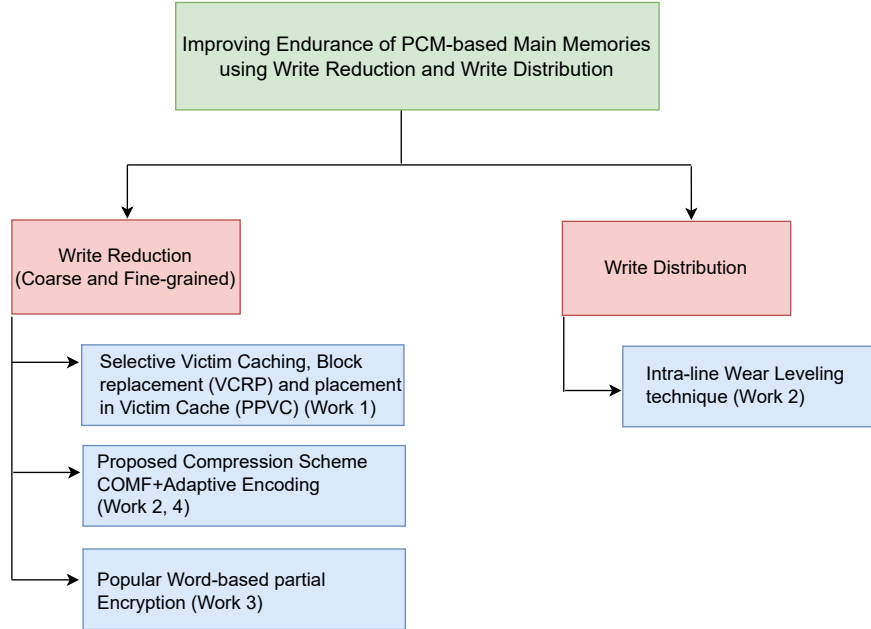 Improving Endurance of PCM-based Main Memories
using Write Reduction and Write Distribution
Write Reduction
(Coarse and Fine-grained)
Write Distribution
Selective Victim Caching, Block
replacement (VCRP) and placement
in Victim Cache (PPVC) (Work 1)
Intra-line Wear Leveling
technique (Work 2)
Proposed Compression Scheme
COMF+Adaptive Encoding
(Work 2, 4)
Popular Word-based partial
Encryption (Work 3)